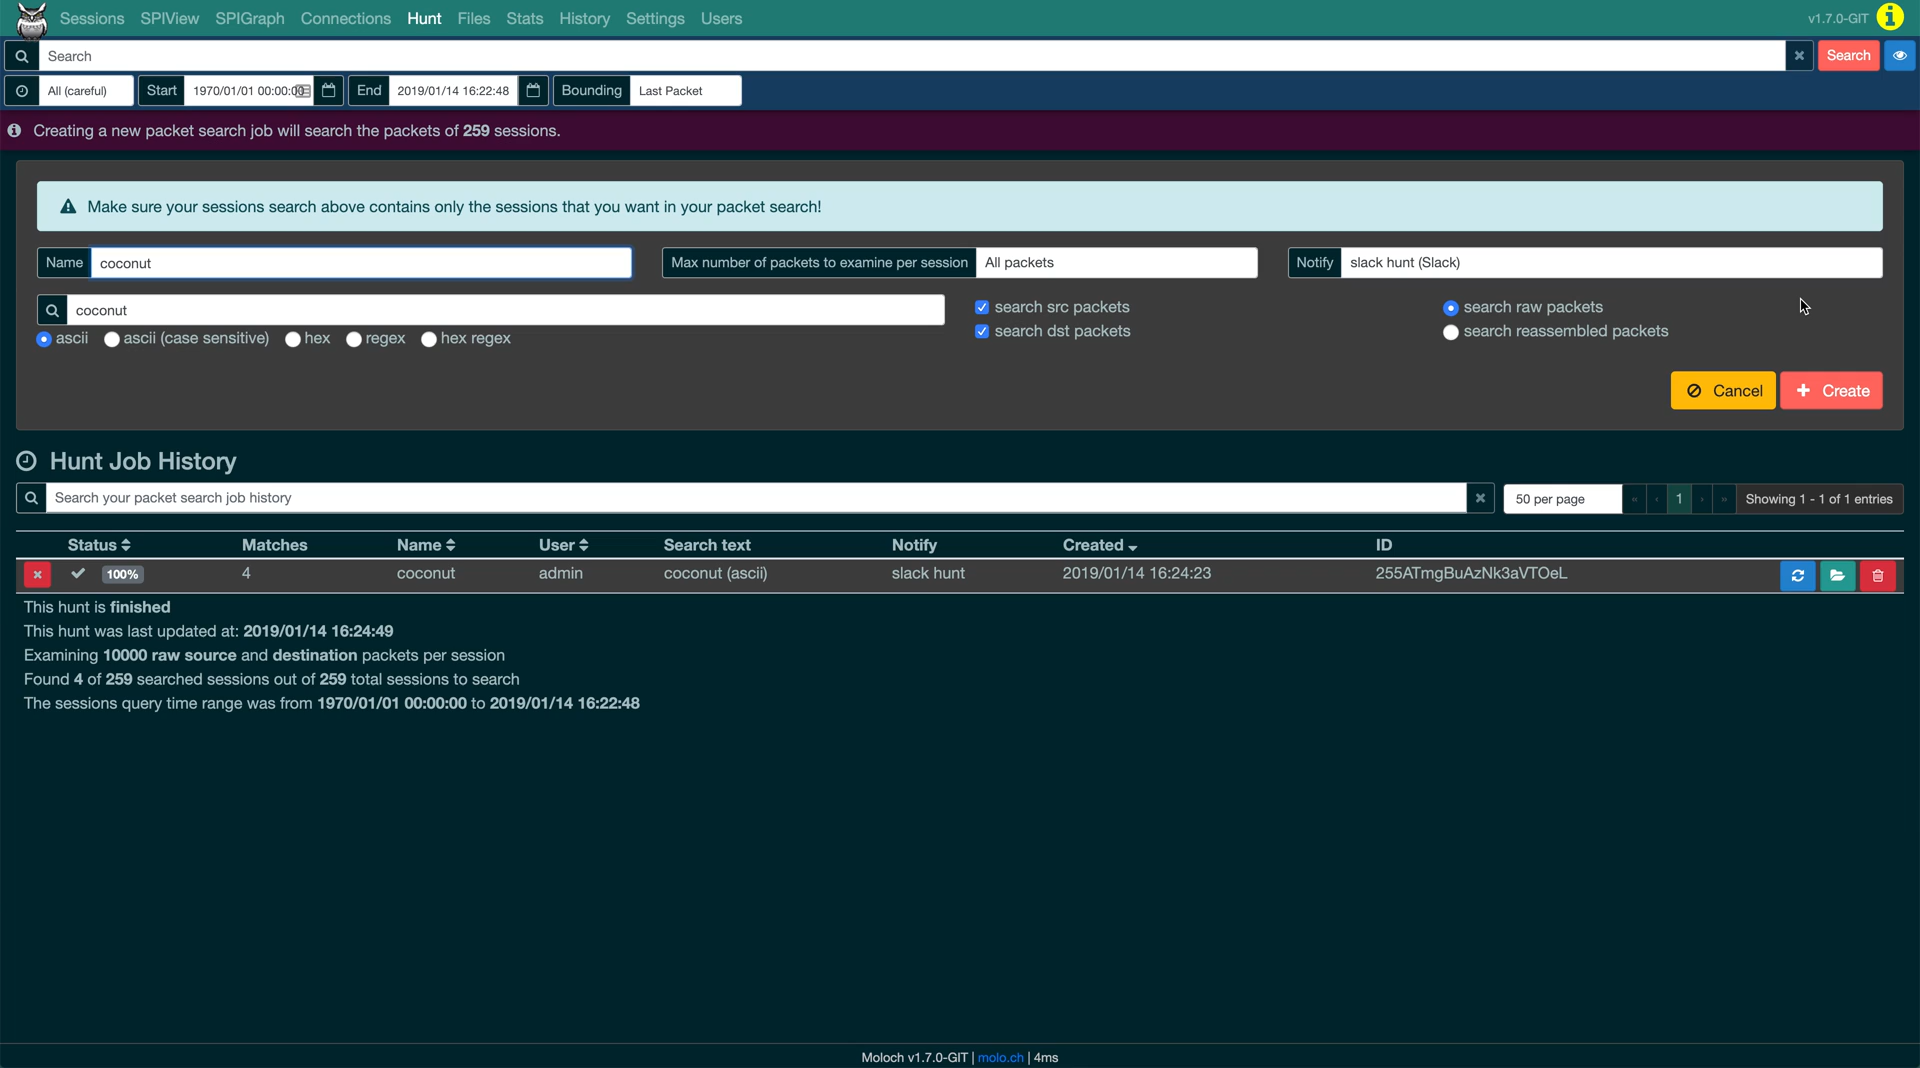 Sessions SPIView SPIGraph Connections Hunt Files Stats History Settings Users v1.7.0-GIT
Search Search
All (careful) Start 1970/01/01 00:00:00 End 2019/01/14 16:22:48 Bounding Last Packet
Creating a new packet search job will search the packets of 259 sessions.
Make sure your sessions search above contains only the sessions that you want in your packet search!
Name coconut Max number of packets to examine per session All packets Notify slack hunt (Slack)
coconut search src packets search raw packets
ascii ascii (case sensitive) hex regex hex regex search dst packets search reassembled packets
Cancel + Create
Hunt Job History
Search your packet search job history 50 per page « ‹ 1 › » Showing 1 - 1 of 1 entries
Status Matches Name User Search text Notify Created ID
100% 4 coconut admin coconut (ascii) slack hunt 2019/01/14 16:24:23 255ATmgBuAzNk3aVTOeL
This hunt is finished
This hunt was last updated at: 2019/01/14 16:24:49
Examining 10000 raw source and destination packets per session
Found 4 of 259 searched sessions out of 259 total sessions to search
The sessions query time range was from 1970/01/01 00:00:00 to 2019/01/14 16:22:48
Moloch v1.7.0-GIT | molo.ch | 4ms